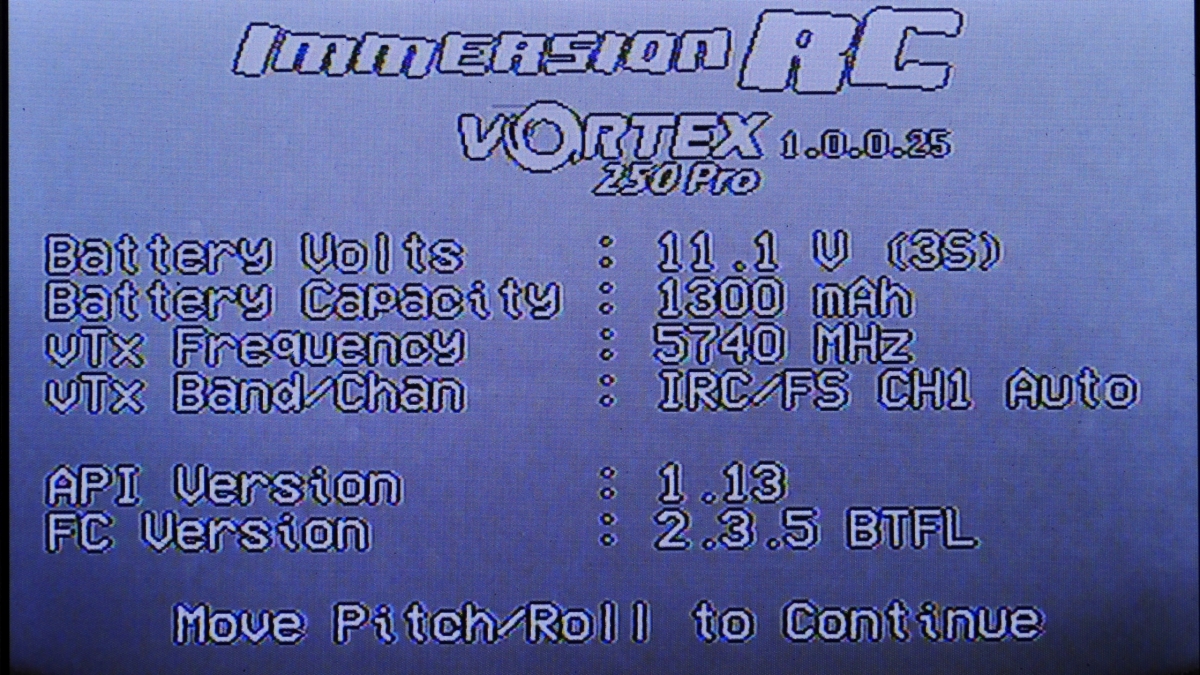 ImmersionRC
VORTEX 1.0.0.25
250 Pro
Battery Volts : 11.1 V (3S)
Battery Capacity : 1300 mAh
vTx Frequency : 5740 MHz
vTx Band/Chan : IRC/FS CH1 Auto
API Version : 1.13
FC Version : 2.3.5 BTFL
Move Pitch/Roll to Continue